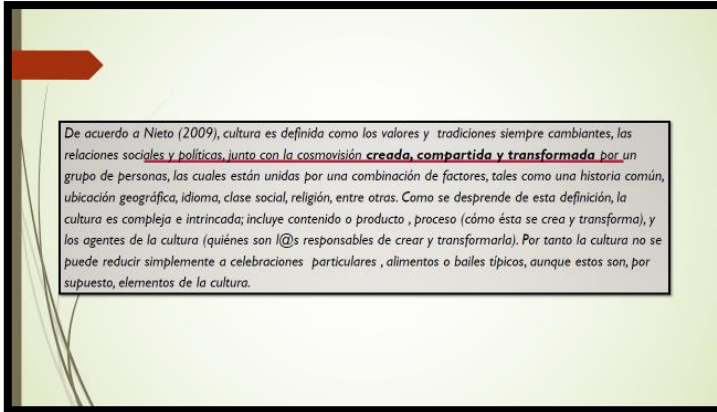 De acuerdo a Nieto (2009), cultura es definida como los valores y tradiciones siempre cambiantes, las
relaciones sociales y políticas, junto con la cosmovisión creada, compartida y transformada por un
grupo de personas, las cuales están unidas por una combinación de factores, tales como una historia común,
ubicación geográfica, idioma, clase social, religión, entre otras. Como se desprende de esta definición, la
cultura es compleja e intrincada; incluye contenido o producto , proceso (cómo ésta se crea y transforma), y
los agentes de la cultura (quiénes son l@s responsables de crear y transformarla). Por tanto la cultura no se
puede reducir simplemente a celebraciones particulares , alimentos o bailes típicos, aunque estos son, por
supuesto, elementos de la cultura.